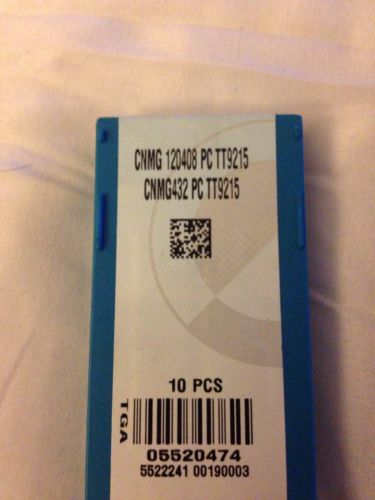 CNMG 120408 PC TT9215
CNMG432 PC TT9215
10 PCS
TGA
05520474
5522241 00190003